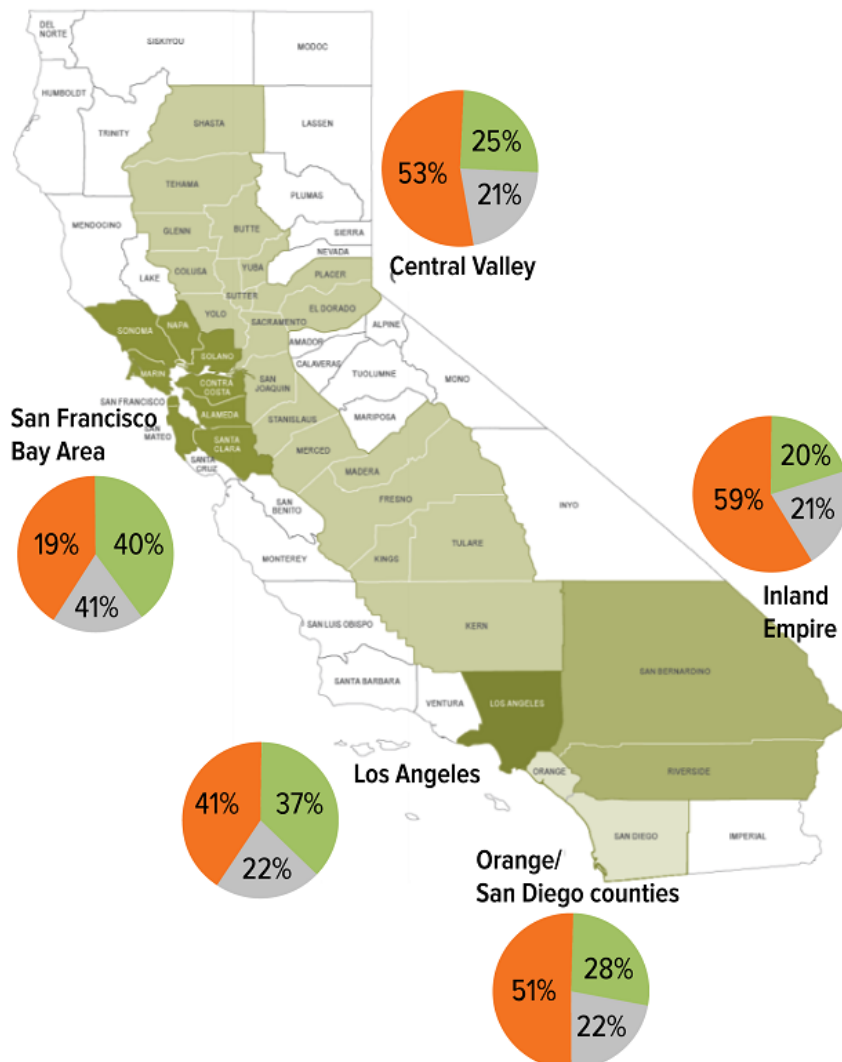 DEL
NORTE
SISKIYOU
MODOC
HUMBOLDT
TRINITY
SHASTA
LASSEN
TEHAMA
PLUMAS
MENDOCINO
GLENN
BUTTE
SIERRA
NEVADA
LAKE
COLUSA
YUBA
PLACER
SUTTER
EL DORADO
YOLO
SACRAMENTO
ALPINE
AMADOR
SONOMA
NAPA
SOLANO
CALAVERAS
TUOLUMNE
MONO
MARIN
CONTRA
COSTA
SAN
JOAQUIN
MARIPOSA
SAN FRANCISCO
ALAMEDA
STANISLAUS
SAN
MATEO
SANTA
CLARA
MERCED
SANTA
CRUZ
MADERA
SAN
BENITO
FRESNO
INYO
MONTEREY
KINGS
TULARE
SAN LUIS OBISPO
KERN
SANTA BARBARA
VENTURA
LOS ANGELES
SAN BERNARDINO
ORANGE
RIVERSIDE
SAN DIEGO
IMPERIAL
53%
25%
21%
Central Valley
San Francisco
Bay Area
19%
40%
41%
59%
20%
21%
Inland
Empire
Los Angeles
41%
37%
22%
Orange/
San Diego counties
51%
28%
22%